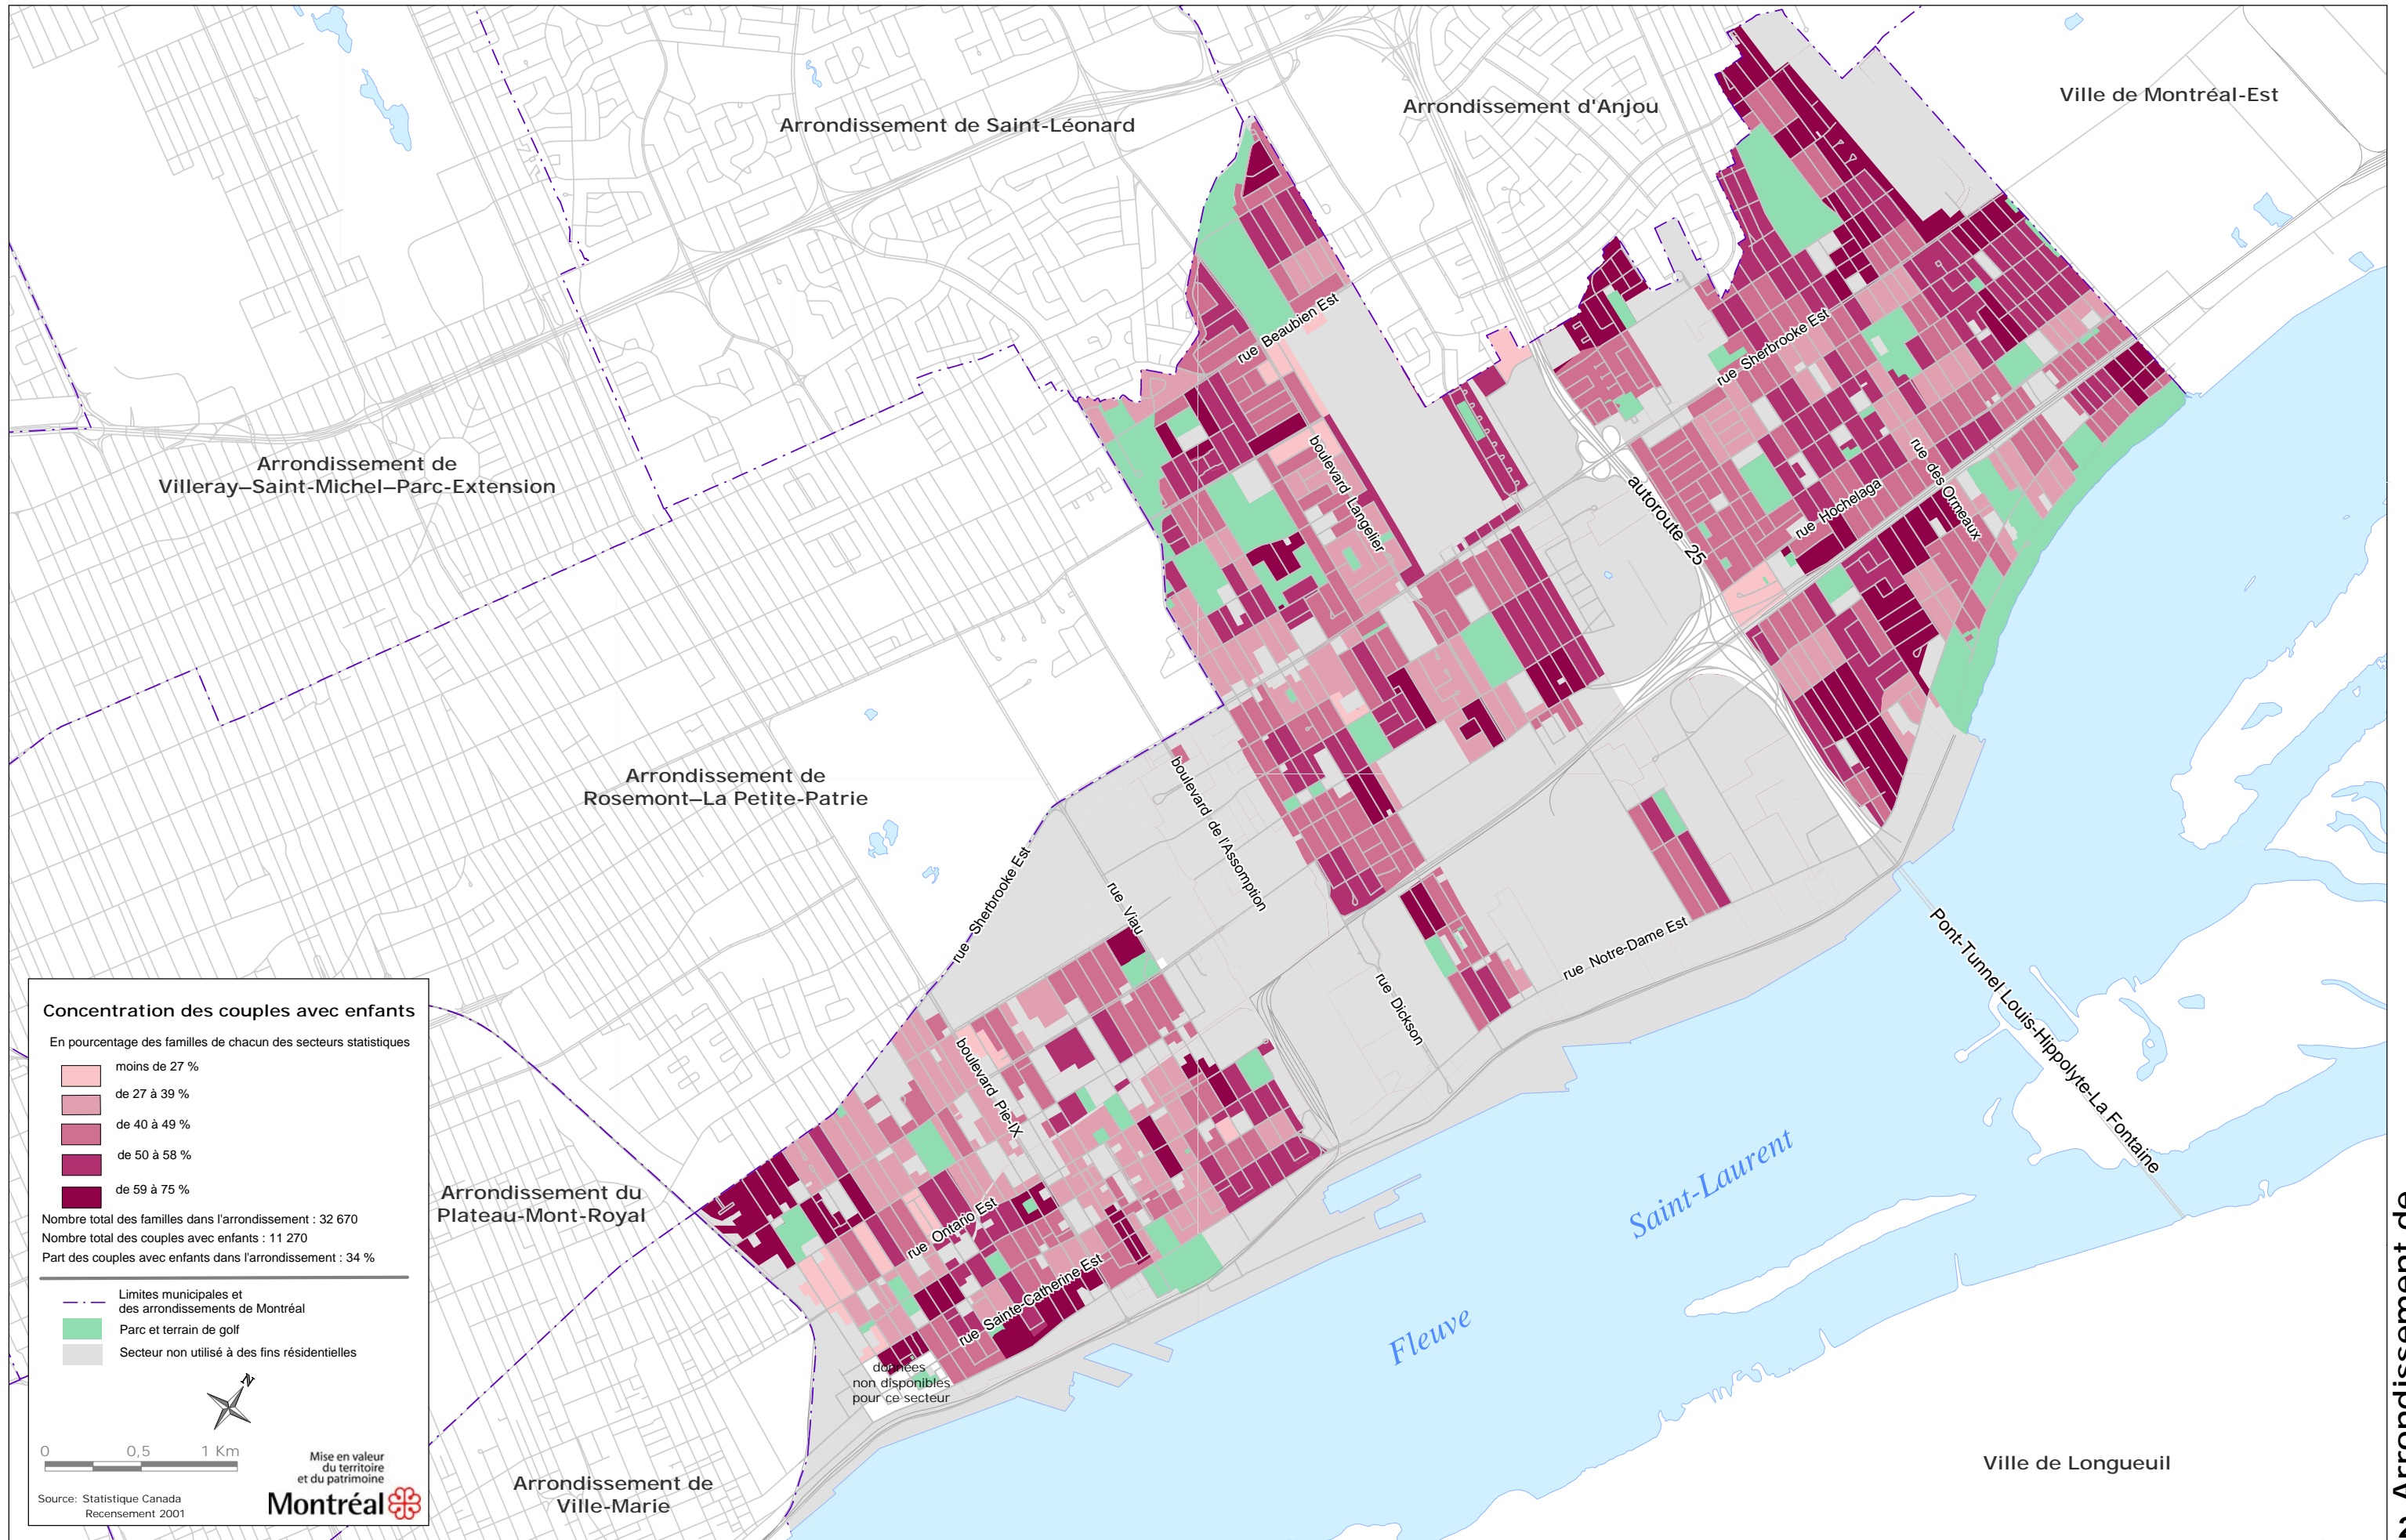 Arrondissement de Saint-Léonard
Arrondissement d'Anjou
Ville de Montréal-Est
Arrondissement de
Villeray–Saint-Michel–Parc-Extension
Arrondissement de
Rosemont–La Petite-Patrie
Arrondissement du
Plateau-Mont-Royal
Arrondissement de
Ville-Marie
Ville de Longueuil
rue Beaubien Est
boulevard Langelier
autoroute 25
rue Sherbrooke Est
rue Hochelaga
rue des Ormeaux
boulevard de l'Assomption
rue Viau
rue Sherbrooke Est
boulevard Pie-IX
rue Ontario Est
rue Sainte-Catherine Est
rue Dickson
rue Notre-Dame Est
Pont-Tunnel Louis-Hippolyte-La Fontaine
Fleuve
Saint-Laurent
données
non disponibles
pour ce secteur
Concentration des couples avec enfants
En pourcentage des familles de chacun des secteurs statistiques
moins de 27 %
de 27 à 39 %
de 40 à 49 %
de 50 à 58 %
de 59 à 75 %
Nombre total des familles dans l'arrondissement : 32 670
Nombre total des couples avec enfants : 11 270
Part des couples avec enfants dans l'arrondissement : 34 %
Limites municipales et
des arrondissements de Montréal
Parc et terrain de golf
Secteur non utilisé à des fins résidentielles
N
0 0,5 1 Km
Mise en valeur
du territoire
et du patrimoine
Montréal
Source: Statistique Canada
Recensement 2001
Arrondissement de